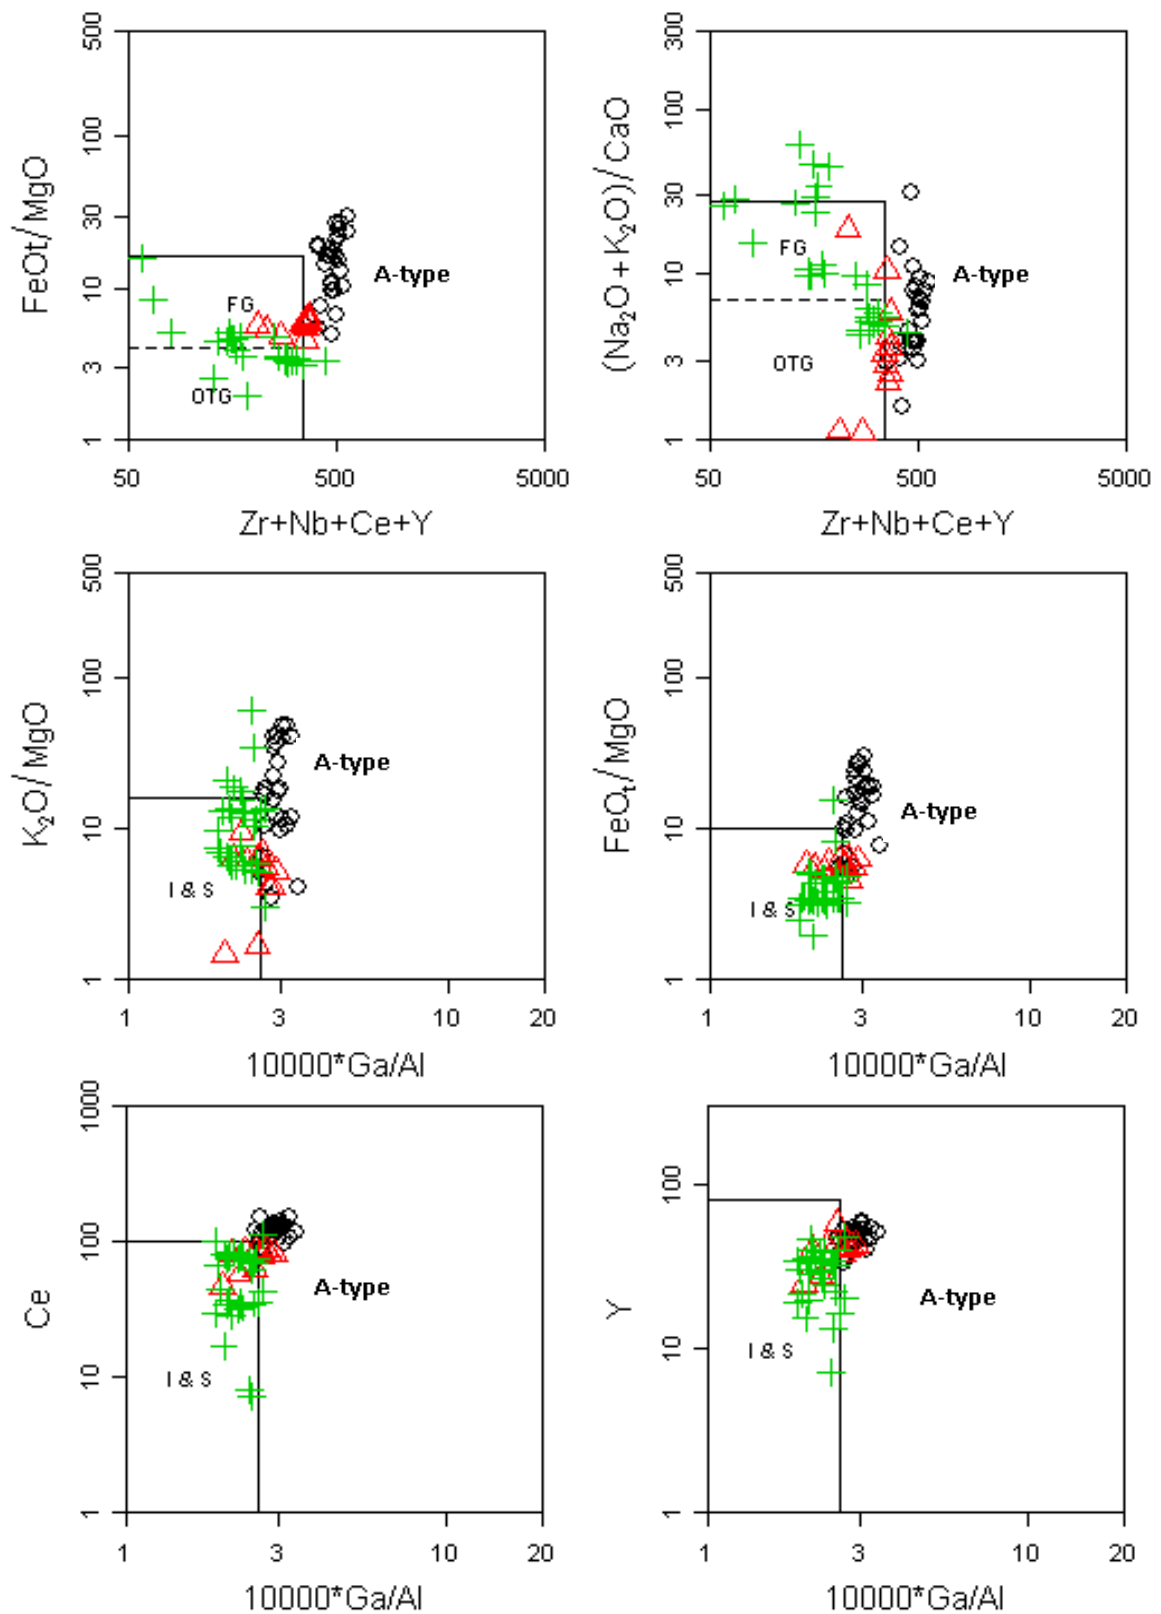 500
100
30
10
3
1
FeOt/MgO
FG
OTG
A-type
50
500
5000
Zr+Nb+Ce+Y
300
100
30
10
3
1
(Na₂O+K₂O)/CaO
FG
OTG
A-type
50
500
5000
Zr+Nb+Ce+Y
500
100
10
1
K₂O/MgO
A-type
I & S
1
3
10
20
10000*Ga/Al
500
100
10
1
FeOₜ/MgO
A-type
I & S
1
3
10
20
10000*Ga/Al
1000
100
10
1
Ce
A-type
I & S
1
3
10
20
10000*Ga/Al
100
10
1
Y
A-type
I & S
1
3
10
20
10000*Ga/Al